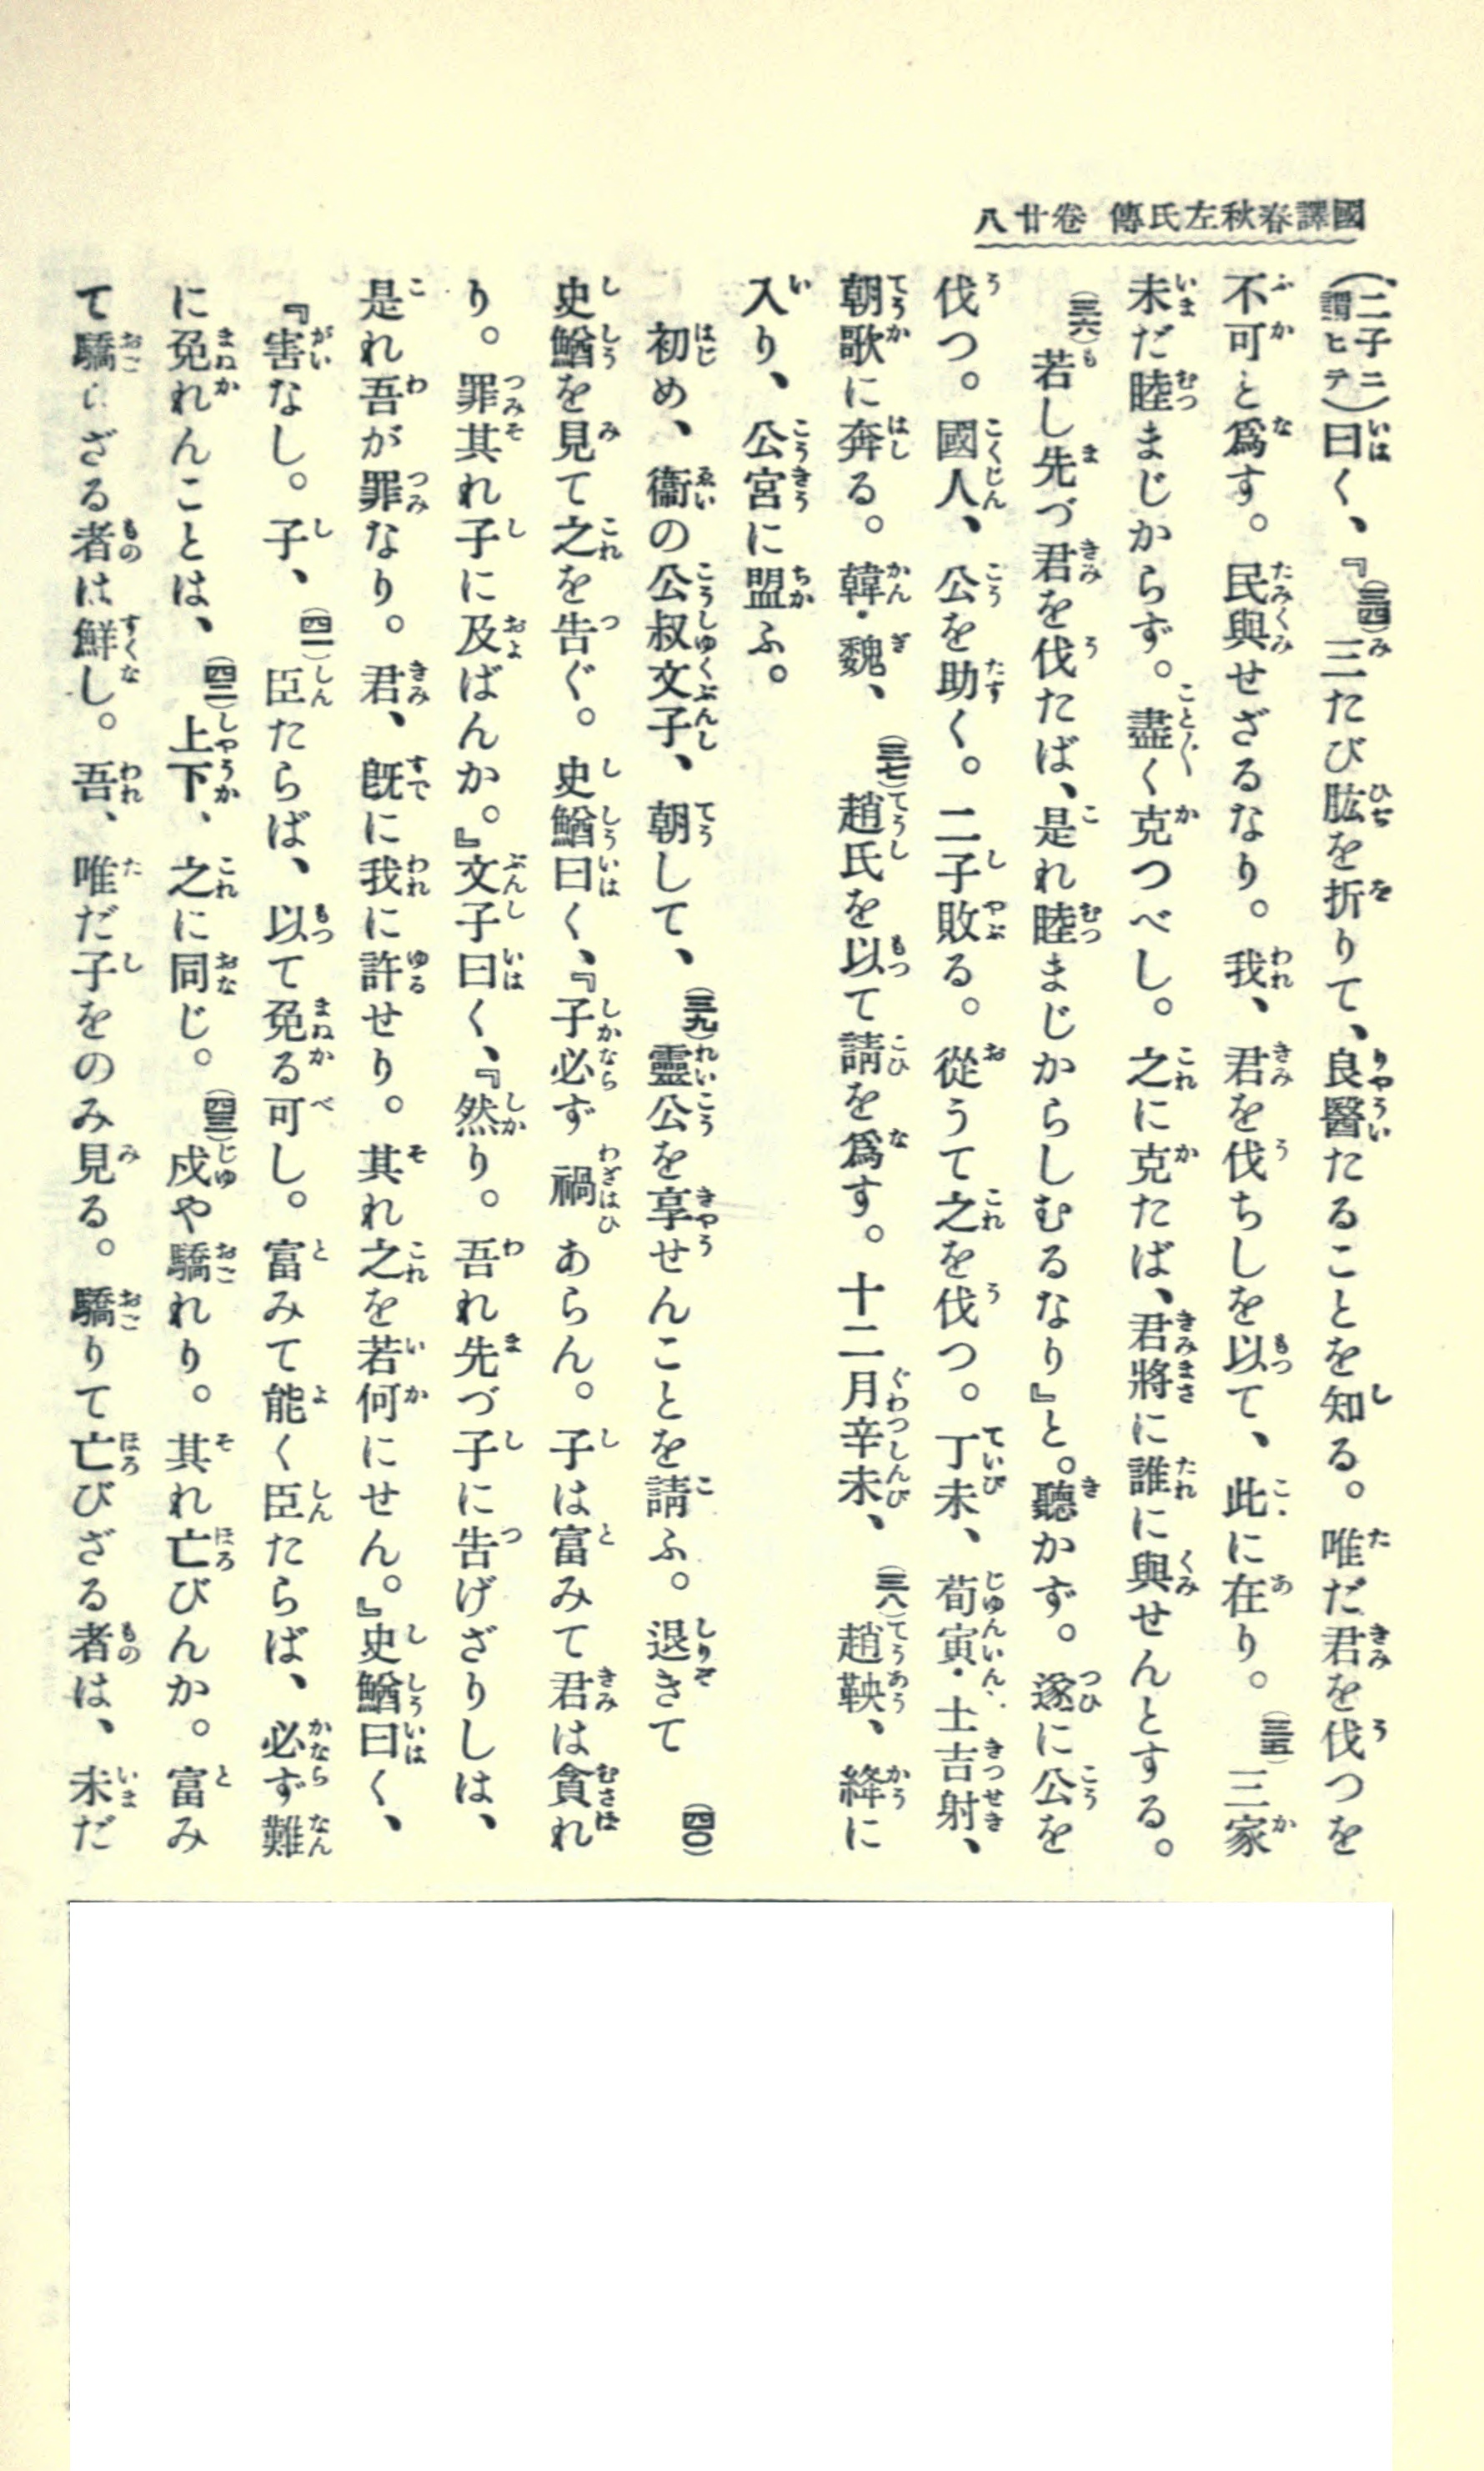 國譯春秋左氏傳 卷廿八
(二子ニ謂ヒテ)曰く、『(三四)三たび肱を折りて、良醫たることを知る。唯だ君を伐つを
不可と爲す。民與せざるなり。我、君を伐ちしを以て、此に在り。(三五)三家
未だ睦まじからず。盡く克つべし。之に克たば、君將に誰に與せんとする。
(三六)若し先づ君を伐たば、是れ睦まじからしむるなり』と。聽かず。遂に公を
伐つ。國人、公を助く。二子敗る。從うて之を伐つ。丁未、荀寅・士吉射、
朝歌に奔る。韓・魏、(三七)趙氏を以て請を爲す。十二月辛未、(三八)趙鞅、絳に
入り、公宮に盟ふ。
初め、衞の公叔文子、朝して、(三九)靈公を享せんことを請ふ。退きて(四〇)
史鰌を見て之を告ぐ。史鰌曰く、『子必ず禍あらん。子は富みて君は貪れ
り。罪其れ子に及ばんか。』文子曰く、『然り。吾れ先づ子に告げざりしは、
是れ吾が罪なり。君、既に我に許せり。其れ之を若何にせん。』史鰌曰く、
『害なし。子、(四一)臣たらば、以て免る可し。富みて能く臣たらば、必ず難
に免れんことは、(四二)上下、之に同じ。(四三)戍や驕れり。其れ亡びんか。富み
て驕らざる者は鮮し。吾、唯だ子をのみ見る。驕りて亡びざる者は、未だ